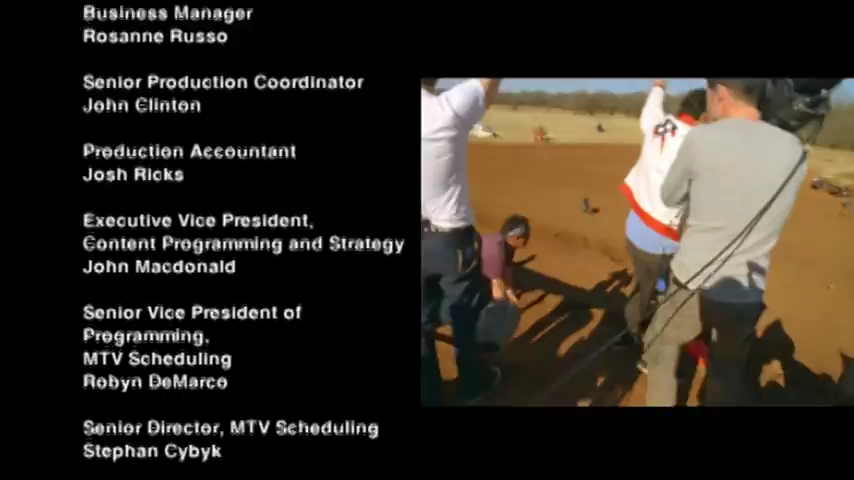 Business Manager
Rosanne Russo
Senior Production Coordinator
John Clinton
Production Accountant
Josh Ricks
Executive Vice President,
Content Programming and Strategy
John Macdonald
Senior Vice President of
Programming,
MTV Scheduling
Robyn DeMarco
Senior Director, MTV Scheduling
Stephan Cybyk